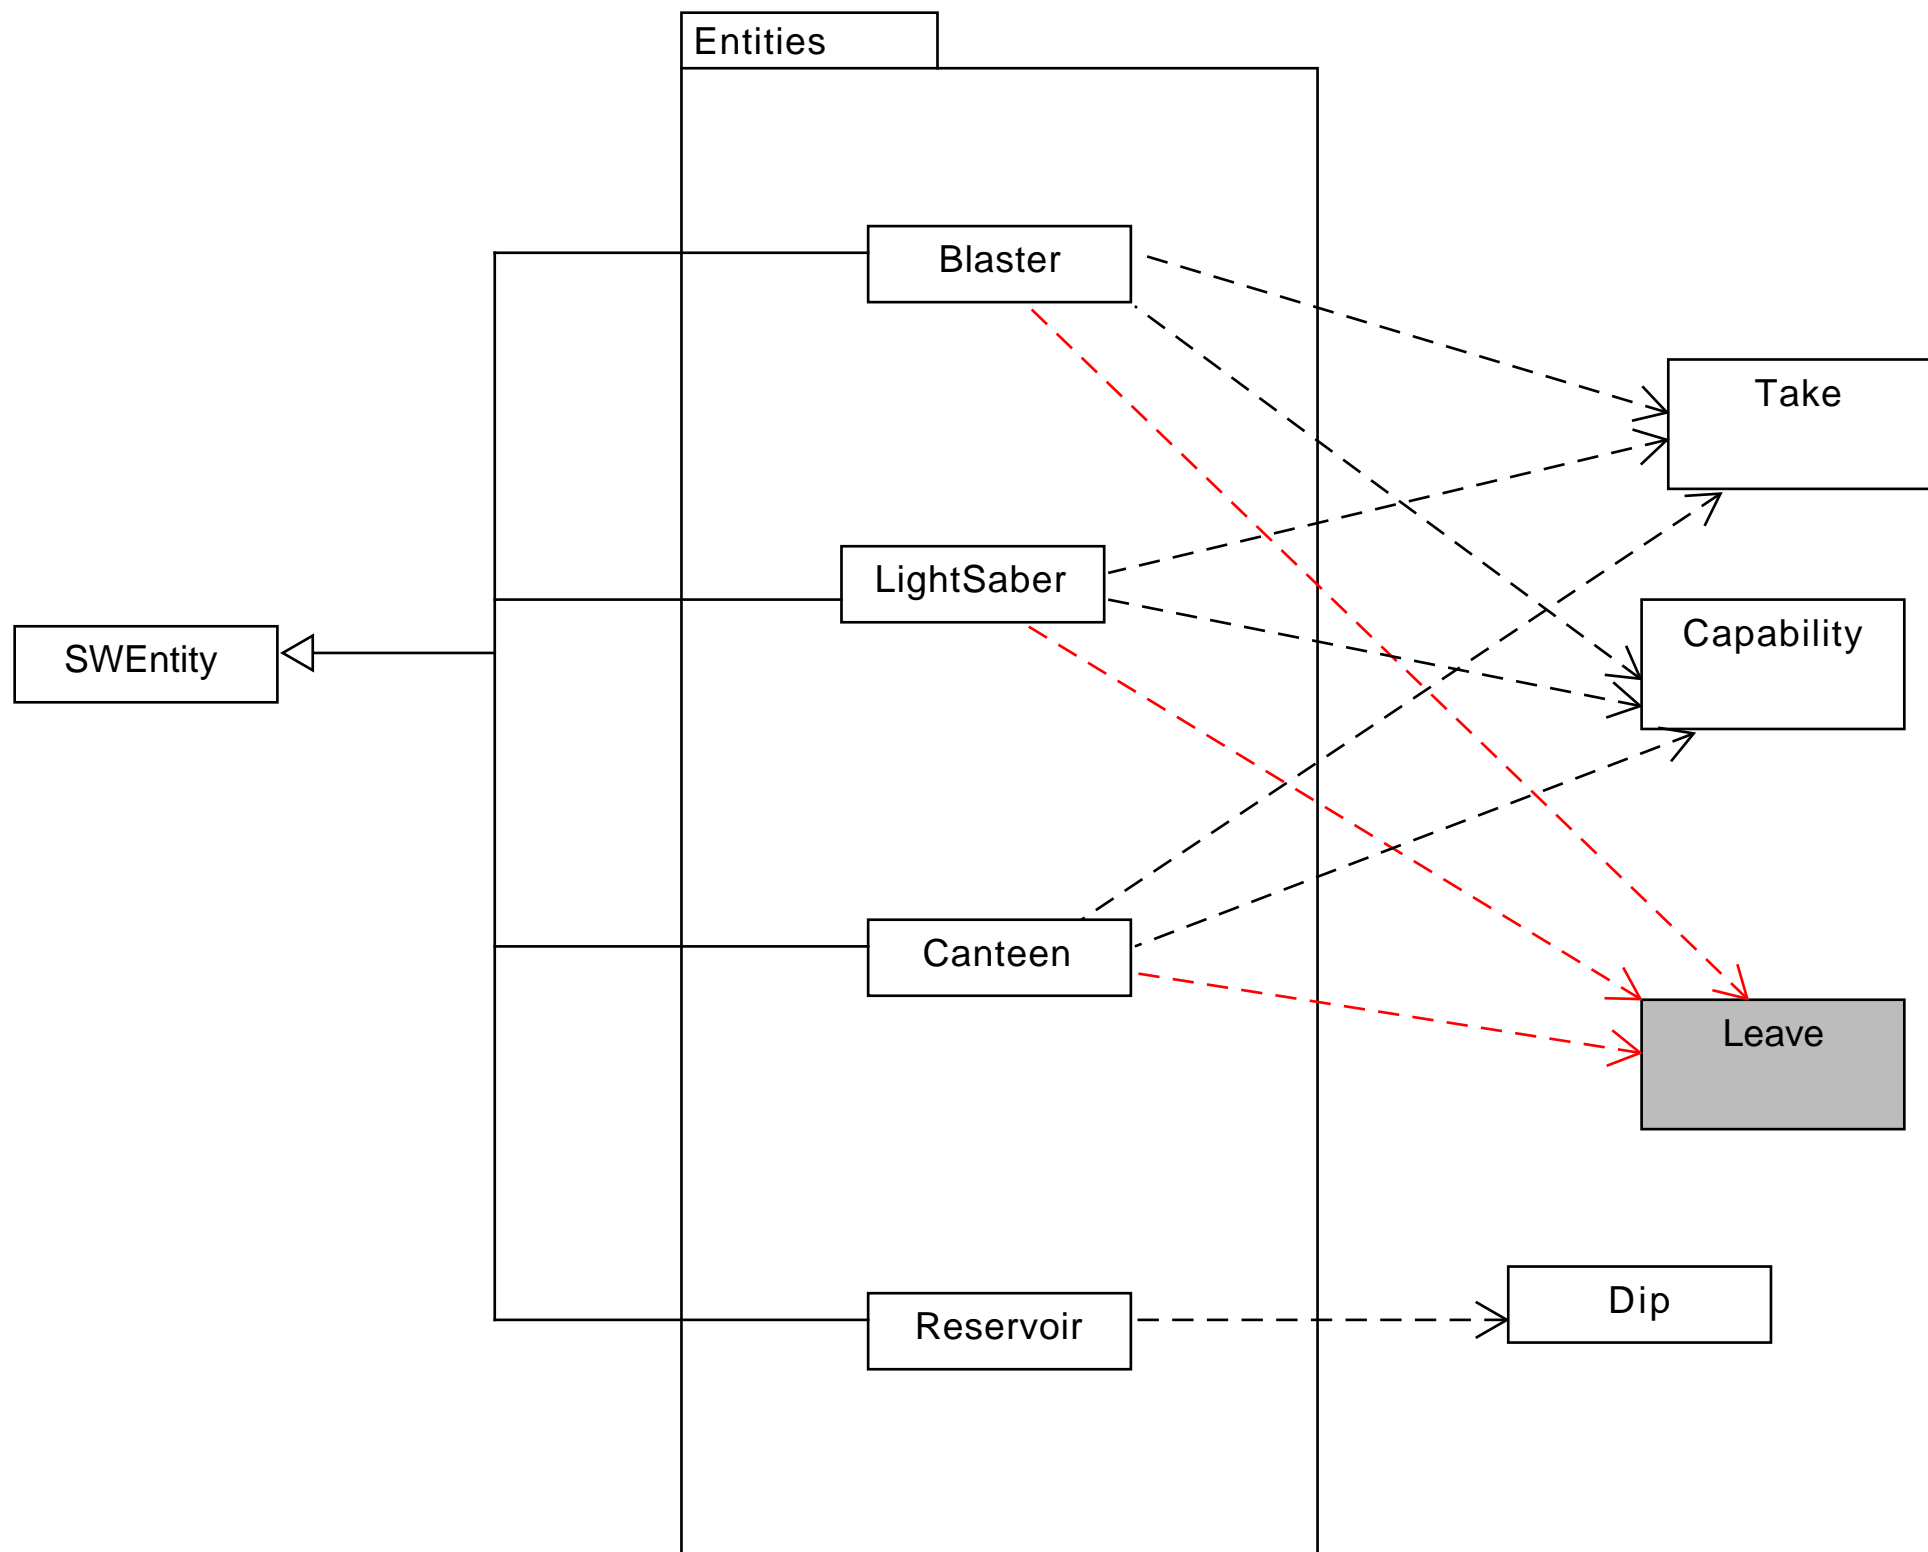 Entities
Blaster
Take
LightSaber
Capability
SWEntity
Canteen
Leave
Dip
Reservoir